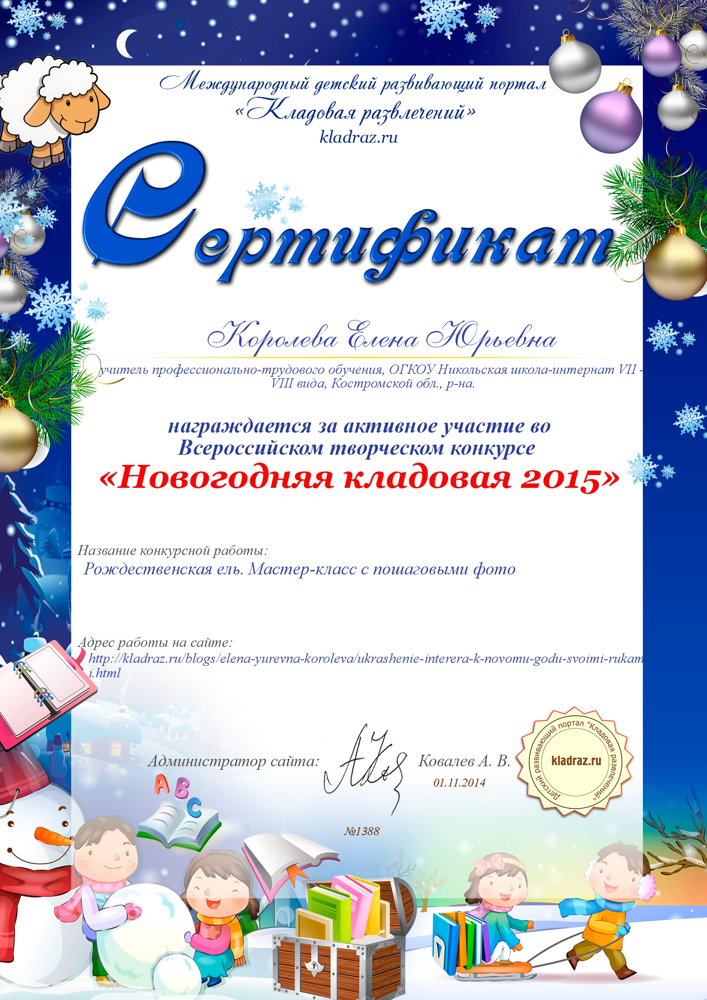 Международный детский развивающий портал
«Кладовая развлечений»
kladraz.ru
Сертификат
Королева Елена Юрьевна
учитель профессионально-трудового обучения, ОГКОУ Никольская школа-интернат VII -
VIII вида, Костромской обл., р-на.
награждается за активное участие во
Всероссийском творческом конкурсе
«Новогодняя кладовая 2015»
Название конкурсной работы:
Рождественская ель. Мастер-класс с пошаговыми фото
Адрес работы на сайте:
http://kladraz.ru/blogs/elena-yurevna-koroleva/ukrashenie-interera-k-novomu-godu-svoimi-rukam
i.html
Администратор сайта:
Ковалев А. В.
01.11.2014
Детский развивающий портал "Кладовая развлечений"
kladraz.ru
A B C
№1388